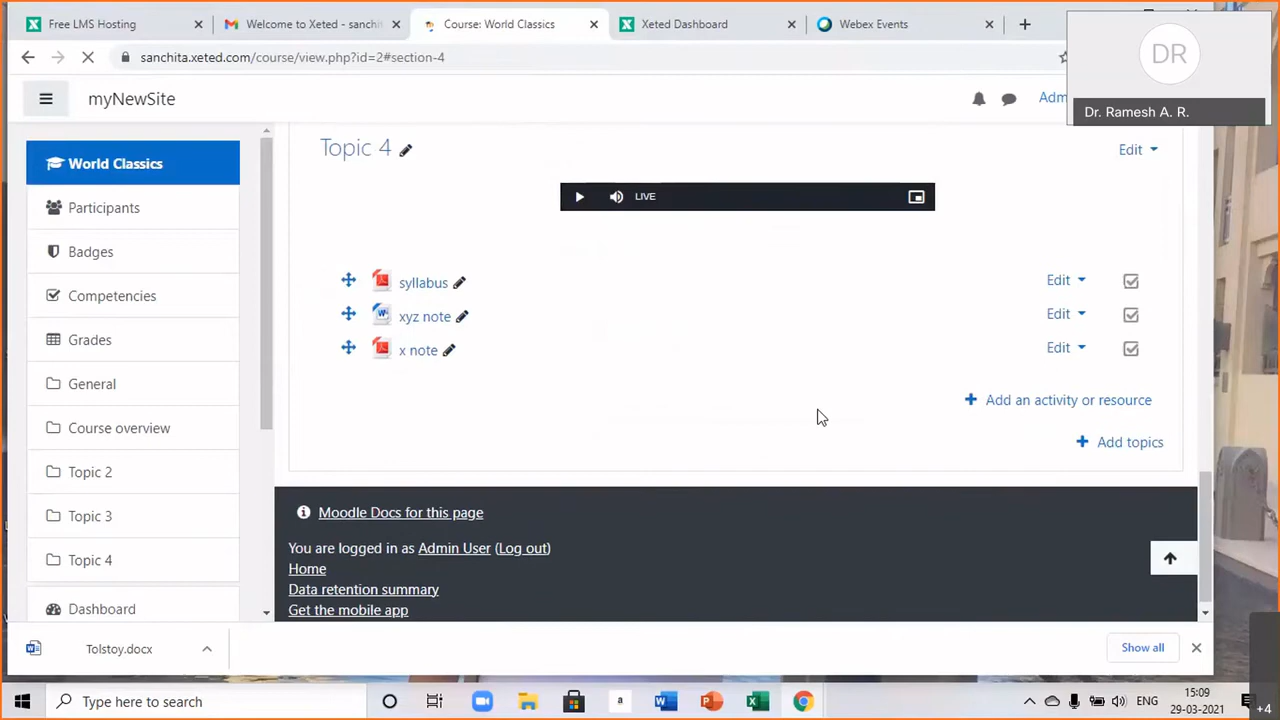 Free LMS Hosting
Welcome to Xeted - sanchit
Course: World Classics
Xeted Dashboard
Webex Events
sanchita.xeted.com/course/view.php?id=2#section-4
DR
Dr. Ramesh A. R.
myNewSite
Adm
World Classics
Participants
Badges
Competencies
Grades
General
Course overview
Topic 2
Topic 3
Topic 4
Dashboard
Topic 4
Edit
LIVE
syllabus
Edit
xyz note
Edit
x note
Edit
Add an activity or resource
Add topics
Moodle Docs for this page
You are logged in as Admin User (Log out)
Home
Data retention summary
Get the mobile app
Tolstoy.docx
Show all
Type here to search
ENG
15:09
29-03-2021
+4